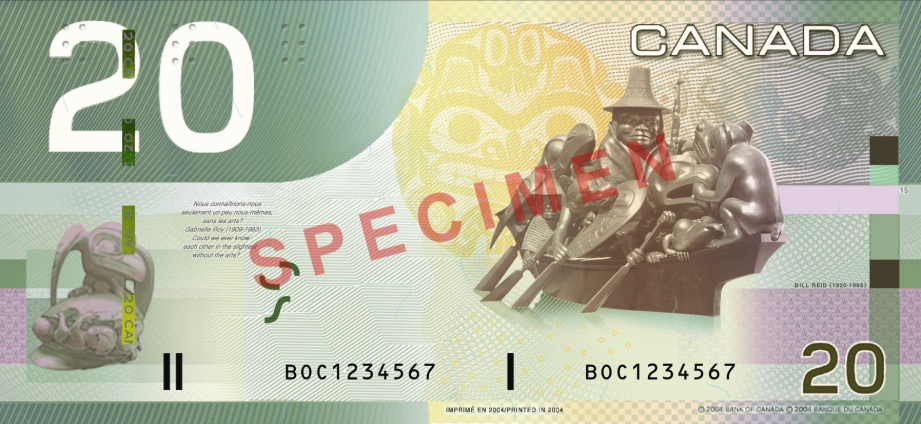 20
CANADA
SPECIMEN
Nous connaîtrions-nous
seulement un peu nous-mêmes,
sans les arts?
Gabrielle Roy (1909-1983)
Could we ever know
each other in the slightest
without the arts?
15
BILL REID (1920-1998)
20 CAN
BOC1234567
BOC1234567
20
IMPRIMÉ EN 2004/PRINTED IN 2004
© 2004 BANK OF CANADA © 2004 BANQUE DU CANADA